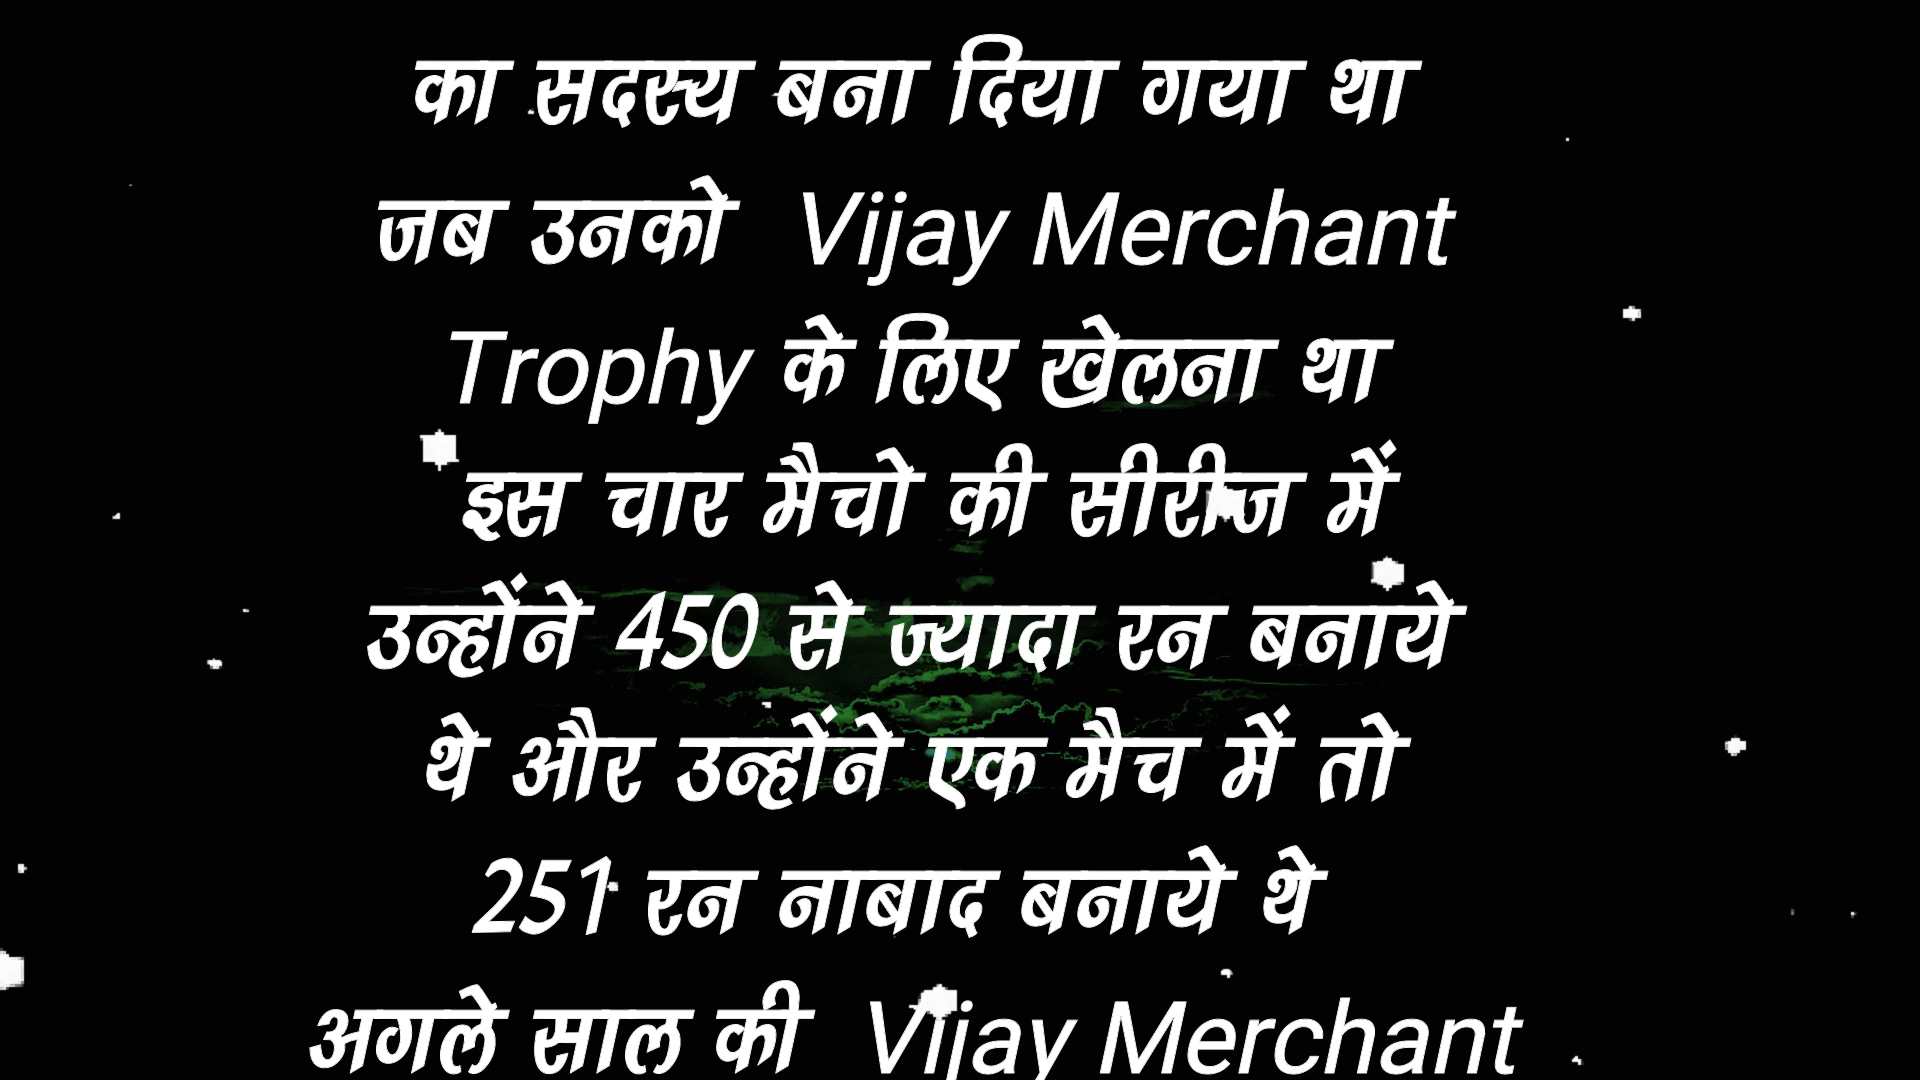 का सदस्य बना दिया गया था
जब उनको Vijay Merchant
Trophy के लिए खेलना था
इस चार मैचो की सीरीज में
उन्होंने 450 से ज्यादा रन बनाये
थे और उन्होंने एक मैच में तो
251 रन नाबाद बनाये थे
अगले साल की Vijay Merchant